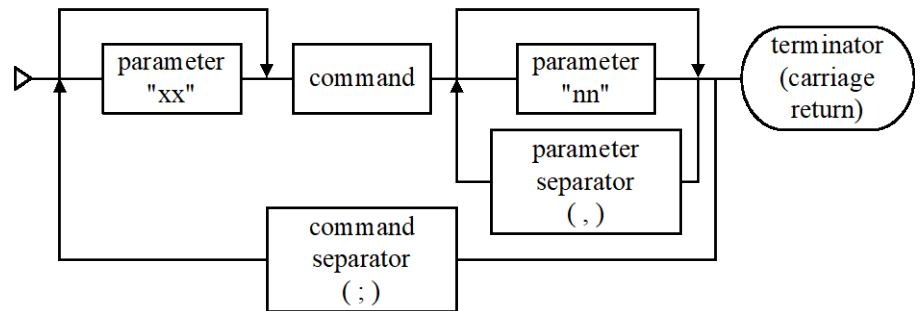 parameter
"xx"
command
parameter
"nn"
terminator
(carriage
return)
parameter
separator
( , )
command
separator
( ; )